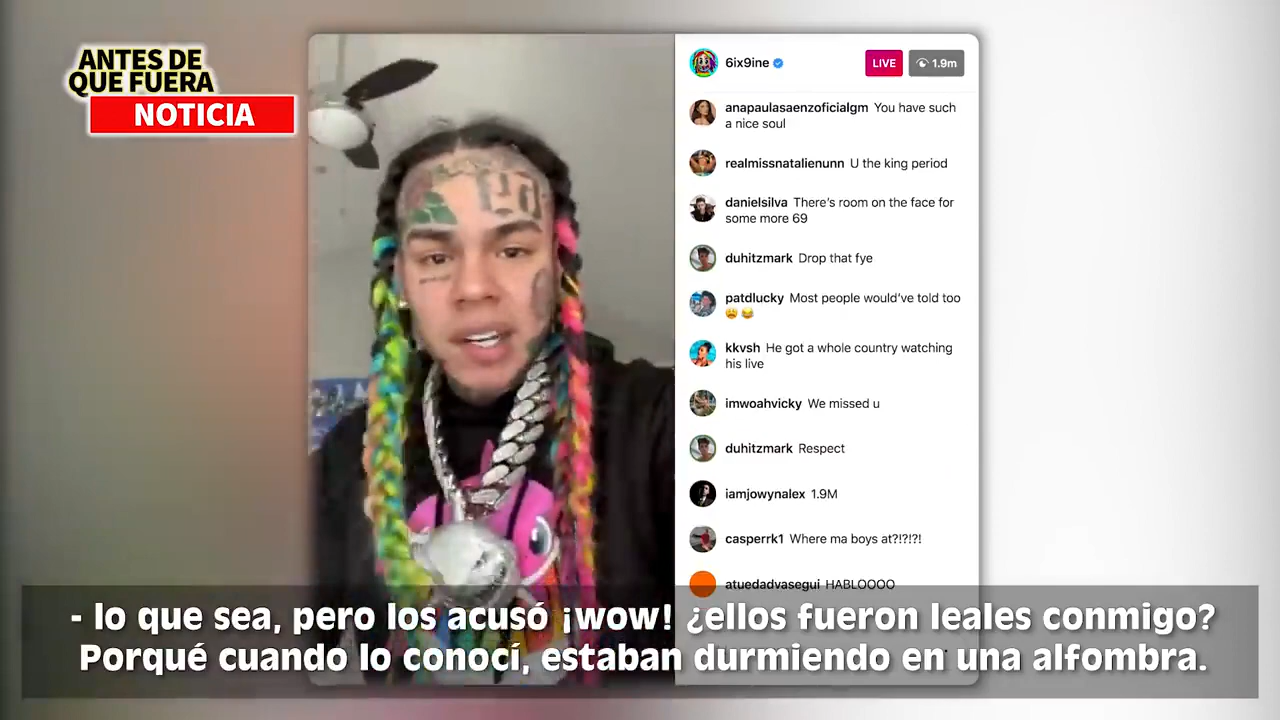 ANTES DE
QUE FUERA
NOTICIA
6ix9ine
LIVE
1.9m
anapaulasaenzoficialgm You have such
a nice soul
realmissnatalienunn U the king period
danielsilva There's room on the face for
some more 69
duhitzmark Drop that fye
patdlucky Most people would've told too
😩😂
kkvsh He got a whole country watching
his live
imwoahvicky We missed u
duhitzmark Respect
iamjowynalex 1.9M
casperrk1 Where ma boys at?!?!?!
atuedadvasegui HABLOOOO
- lo que sea, pero los acusó ¡wow! ¿ellos fueron leales conmigo?
Porqué cuando lo conocí, estaban durmiendo en una alfombra.